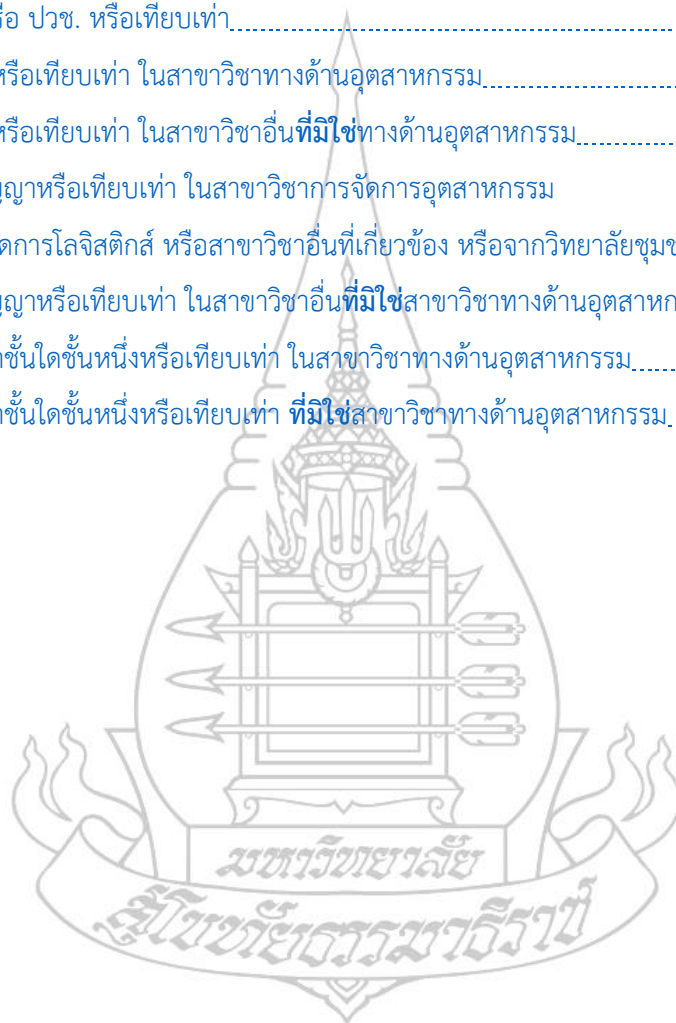 รือ ปวช. หรือเทียบเท่า
หรือเทียบเท่า ในสาขาวิชาทางด้านอุตสาหกรรม
หรือเทียบเท่า ในสาขาวิชาอื่นที่มิใช่ทางด้านอุตสาหกรรม
ญญาหรือเทียบเท่า ในสาขาวิชาการจัดการอุตสาหกรรม
ัดการโลจิสติกส์ หรือสาขาวิชาอื่นที่เกี่ยวข้อง หรือจากวิทยาลัยชุมช
ญญาหรือเทียบเท่า ในสาขาวิชาอื่นที่มิใช่สาขาวิชาทางด้านอุตสาหก
าชั้นใดชั้นหนึ่งหรือเทียบเท่า ในสาขาวิชาทางด้านอุตสาหกรรม
าชั้นใดชั้นหนึ่งหรือเทียบเท่า ที่มิใช่สาขาวิชาทางด้านอุตสาหกรรม
มหาวิทยาลัย
สุโขทัยธรรมาธิราช